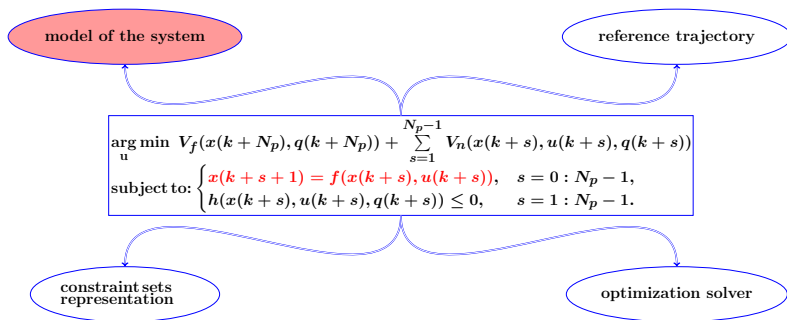 model of the system
reference trajectory
arg min V_f(x(k + N_p), q(k + N_p)) + ∑_{s=1}^{N_p−1} V_n(x(k + s), u(k + s), q(k + s))
u
subject to: { x(k + s + 1) = f(x(k + s), u(k + s)), s = 0 : N_p − 1,
h(x(k + s), u(k + s), q(k + s)) ≤ 0, s = 1 : N_p − 1.
constraint sets
representation
optimization solver